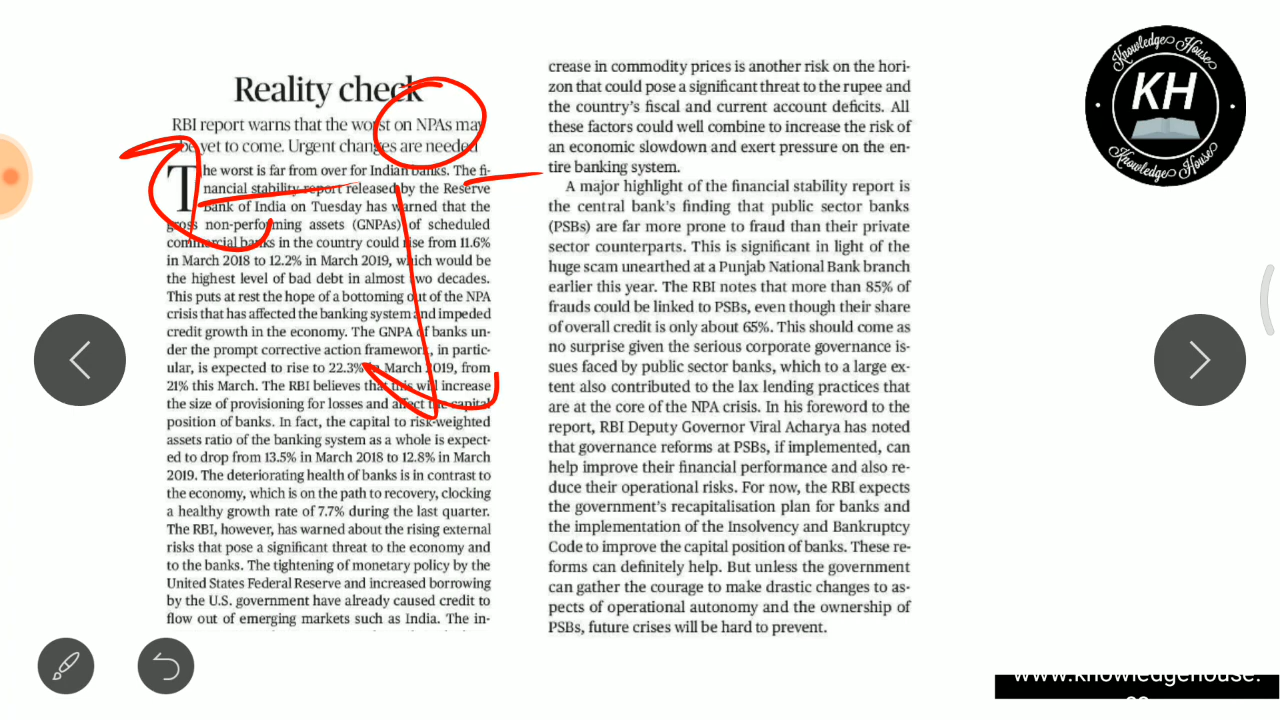 Reality check
RBI report warns that the worst on NPAs may
be yet to come. Urgent changes are needed
The worst is far from over for Indian banks. The fi-
nancial stability report released by the Reserve
Bank of India on Tuesday has warned that the
gross non-performing assets (GNPAs) of scheduled
commercial banks in the country could rise from 11.6%
in March 2018 to 12.2% in March 2019, which would be
the highest level of bad debt in almost two decades.
This puts at rest the hope of a bottoming out of the NPA
crisis that has affected the banking system and impeded
credit growth in the economy. The GNPA of banks un-
der the prompt corrective action framework, in partic-
ular, is expected to rise to 22.3% in March 2019, from
21% this March. The RBI believes that this will increase
the size of provisioning for losses and affect the capital
position of banks. In fact, the capital to risk-weighted
assets ratio of the banking system as a whole is expect-
ed to drop from 13.5% in March 2018 to 12.8% in March
2019. The deteriorating health of banks is in contrast to
the economy, which is on the path to recovery, clocking
a healthy growth rate of 7.7% during the last quarter.
The RBI, however, has warned about the rising external
risks that pose a significant threat to the economy and
to the banks. The tightening of monetary policy by the
United States Federal Reserve and increased borrowing
by the U.S. government have already caused credit to
flow out of emerging markets such as India. The in-
crease in commodity prices is another risk on the hori-
zon that could pose a significant threat to the rupee and
the country's fiscal and current account deficits. All
these factors could well combine to increase the risk of
an economic slowdown and exert pressure on the en-
tire banking system.
A major highlight of the financial stability report is
the central bank's finding that public sector banks
(PSBs) are far more prone to fraud than their private
sector counterparts. This is significant in light of the
huge scam unearthed at a Punjab National Bank branch
earlier this year. The RBI notes that more than 85% of
frauds could be linked to PSBs, even though their share
of overall credit is only about 65%. This should come as
no surprise given the serious corporate governance is-
sues faced by public sector banks, which to a large ex-
tent also contributed to the lax lending practices that
are at the core of the NPA crisis. In his foreword to the
report, RBI Deputy Governor Viral Acharya has noted
that governance reforms at PSBs, if implemented, can
help improve their financial performance and also re-
duce their operational risks. For now, the RBI expects
the government's recapitalisation plan for banks and
the implementation of the Insolvency and Bankruptcy
Code to improve the capital position of banks. These re-
forms can definitely help. But unless the government
can gather the courage to make drastic changes to as-
pects of operational autonomy and the ownership of
PSBs, future crises will be hard to prevent.
Knowledge House
KH
Knowledge House
www.knowledgehouse.